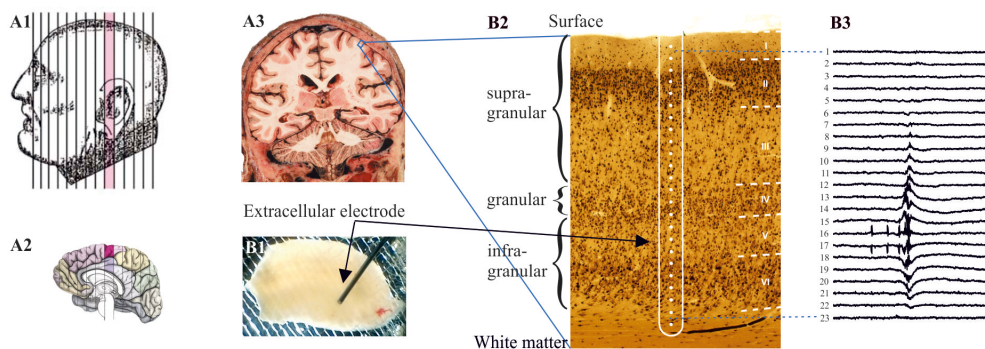 A1
A2
A3
B1
Extracellular electrode
B2
Surface
supra-
granular
granular
infra-
granular
White matter
I
II
III
IV
V
VI
B3
1
2
3
4
5
6
7
8
9
10
11
12
13
14
15
16
17
18
19
20
21
22
23